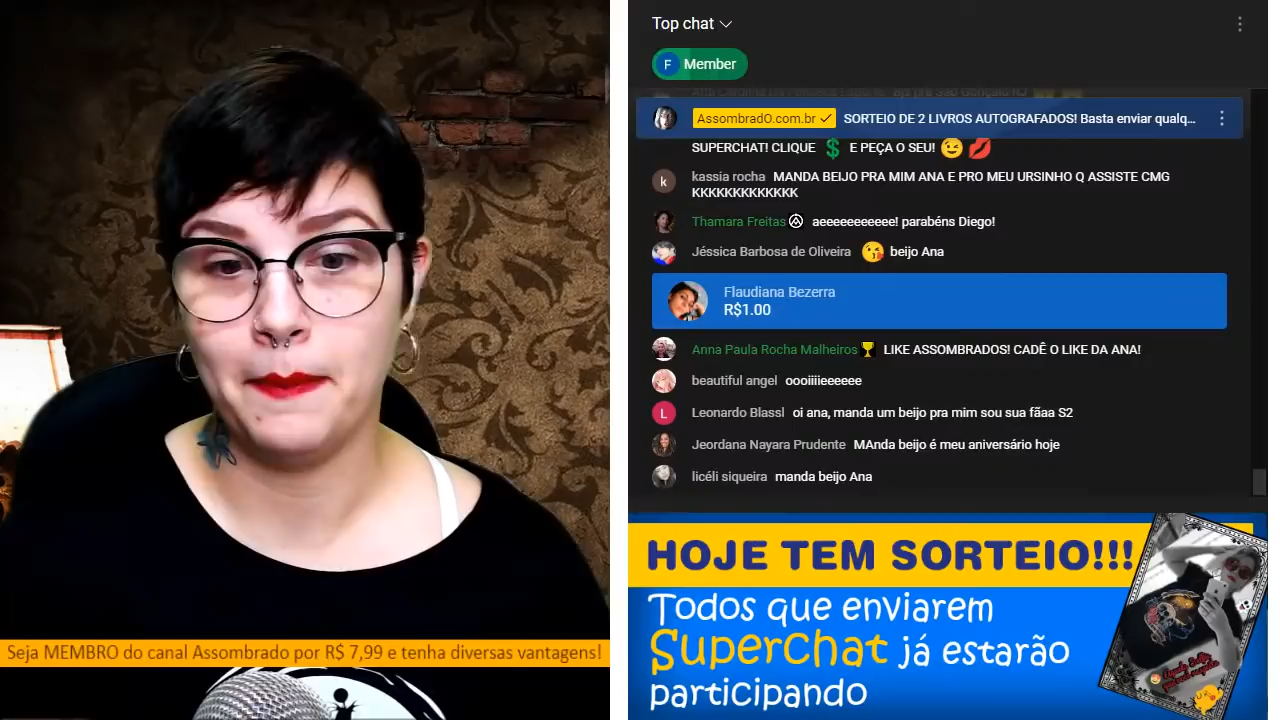 Top chat
F Member
AssombradO.com.br SORTEIO DE 2 LIVROS AUTOGRAFADOS! Basta enviar qualq...
SUPERCHAT! CLIQUE E PEÇA O SEU!
k kassia rocha MANDA BEIJO PRA MIM ANA E PRO MEU URSINHO Q ASSISTE CMG
KKKKKKKKKKKKK
Thamara Freitas aeeeeeeeeeee! parabéns Diego!
Jéssica Barbosa de Oliveira beijo Ana
Flaudiana Bezerra
R$1.00
Anna Paula Rocha Malheiros LIKE ASSOMBRADOS! CADÊ O LIKE DA ANA!
beautiful angel oooiiiieeeeee
L Leonardo Blassl oi ana, manda um beijo pra mim sou sua fãaa S2
Jeordana Nayara Prudente MAnda beijo é meu aniversário hoje
licéli siqueira manda beijo Ana
HOJE TEM SORTEIO!!!
Todos que enviarem
Superchat já estarão
participando
Seja MEMBRO do canal Assombrado por R$ 7,99 e tenha diversas vantagens!